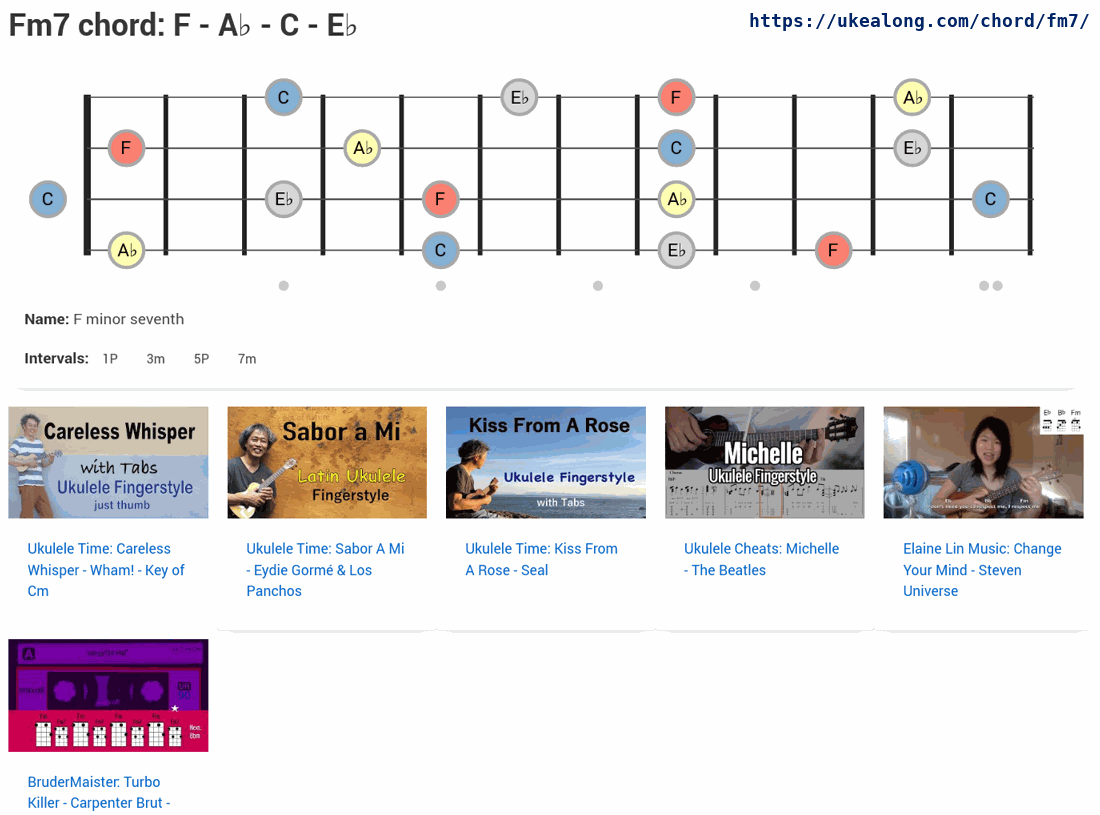 Fm7 chord: F - A♭ - C - E♭
https://ukealong.com/chord/fm7/
C E♭ F A♭
F A♭ C E♭
C E♭ F A♭ C
A♭ C E♭ F
Name: F minor seventh
Intervals: 1P 3m 5P 7m
Careless Whisper
with Tabs
Ukulele Fingerstyle
just thumb
Sabor a Mi
Latin Ukulele
Fingerstyle
Kiss From A Rose
Ukulele Fingerstyle
with Tabs
Michelle
Ukulele Fingerstyle
E♭ B♭ Fm
Ukulele Time: Careless
Whisper - Wham! - Key of
Cm
Ukulele Time: Sabor A Mi
- Eydie Gormé & Los
Panchos
Ukulele Time: Kiss From
A Rose - Seal
Ukulele Cheats: Michelle
- The Beatles
Elaine Lin Music: Change
Your Mind - Steven
Universe
A
Next:
Bbm
BruderMaister: Turbo
Killer - Carpenter Brut -